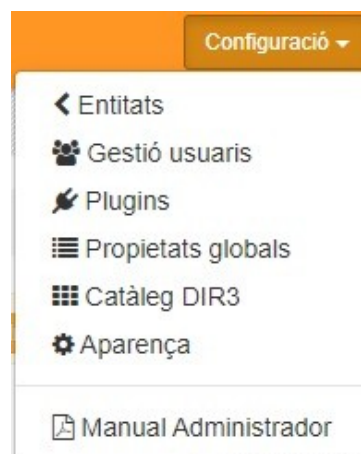 Configuració
Entitats
Gestió usuaris
Plugins
Propietats globals
Catàleg DIR3
Aparença
Manual Administrador